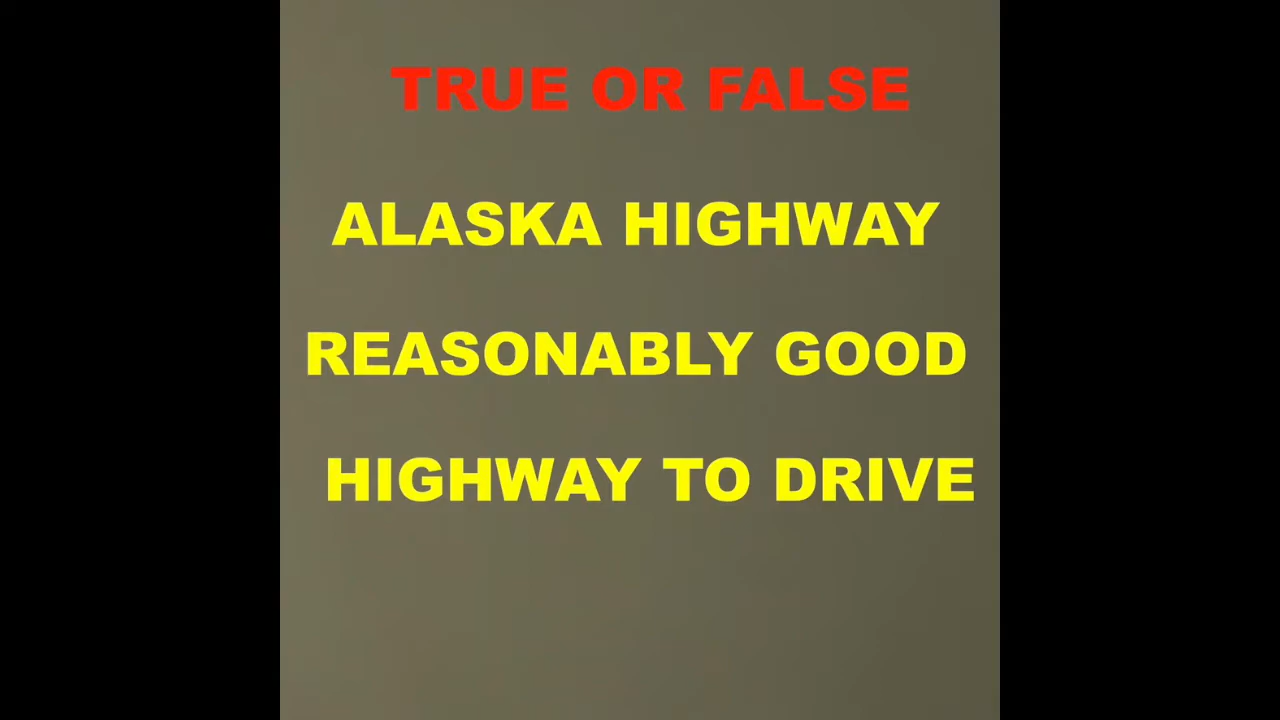 TRUE OR FALSE
ALASKA HIGHWAY
REASONABLY GOOD
HIGHWAY TO DRIVE